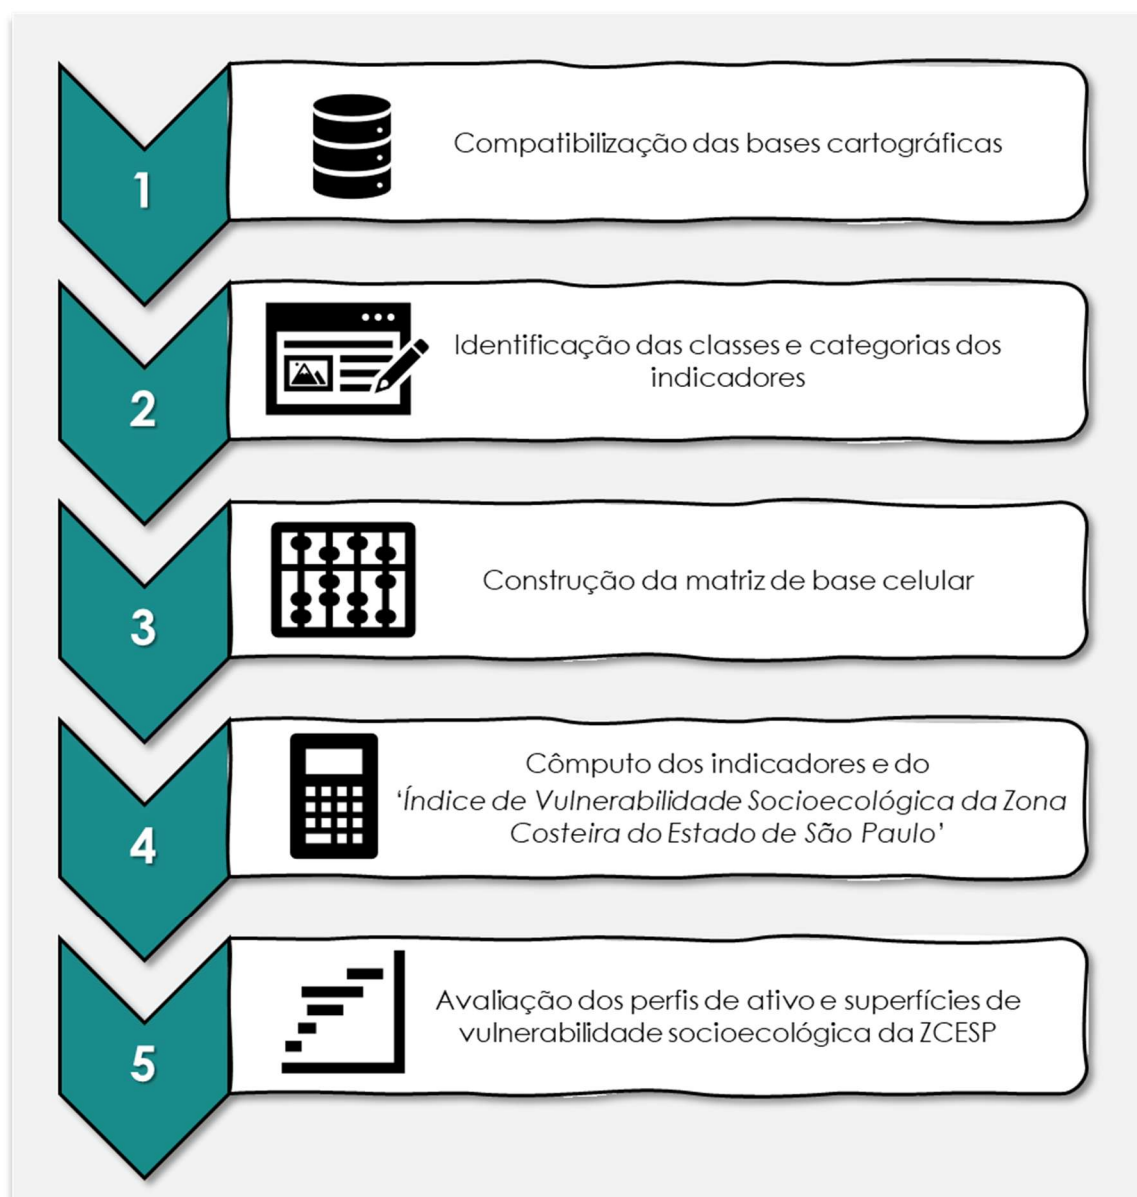 1
Compatibilização das bases cartográficas
2
Identificação das classes e categorias dos
indicadores
3
Construção da matriz de base celular
4
Cômputo dos indicadores e do
‘Índice de Vulnerabilidade Socioecológica da Zona
Costeira do Estado de São Paulo’
5
Avaliação dos perfis de ativo e superfícies de
vulnerabilidade socioecológica da ZCESP